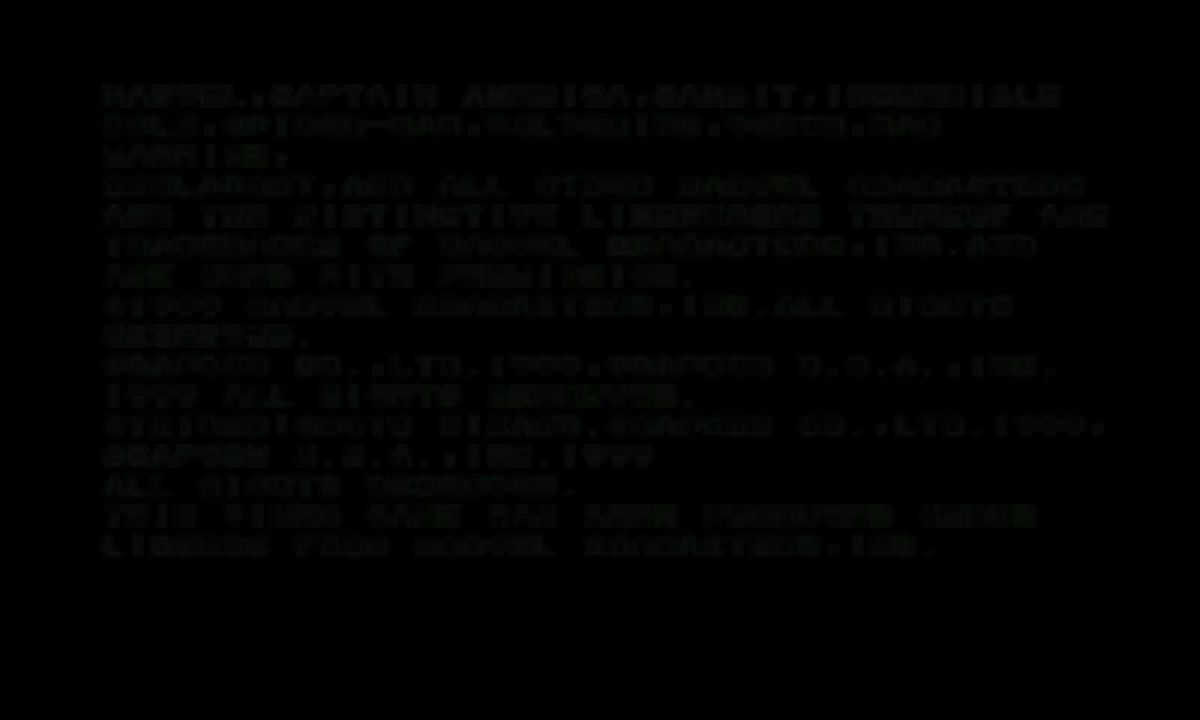 MARVEL,CAPTAIN AMERICA,GAMBIT,INCREDIBLE
HULK,SPIDER-MAN,WOLVERINE,VENOM,WAR
MACHINE,
AND ALL OTHER MARVEL CHARACTERS
AND THE DISTINCTIVE LIKENESSES THEREOF ARE
TRADEMARKS OF MARVEL CHARACTERS,INC.AND
ARE USED WITH PERMISSION.
©1999 MARVEL CHARACTERS,INC.ALL RIGHTS
RESERVED.
©CAPCOM CO.,LTD.1999,©CAPCOM U.S.A.,INC.
1999 ALL RIGHTS RESERVED.
©CAPCOM CO.,LTD.1999,
©CAPCOM U.S.A.,INC.1999
ALL RIGHTS RESERVED.
THIS VIDEO GAME HAS BEEN PRODUCED UNDER
LICENSE FROM MARVEL CHARACTERS,INC.